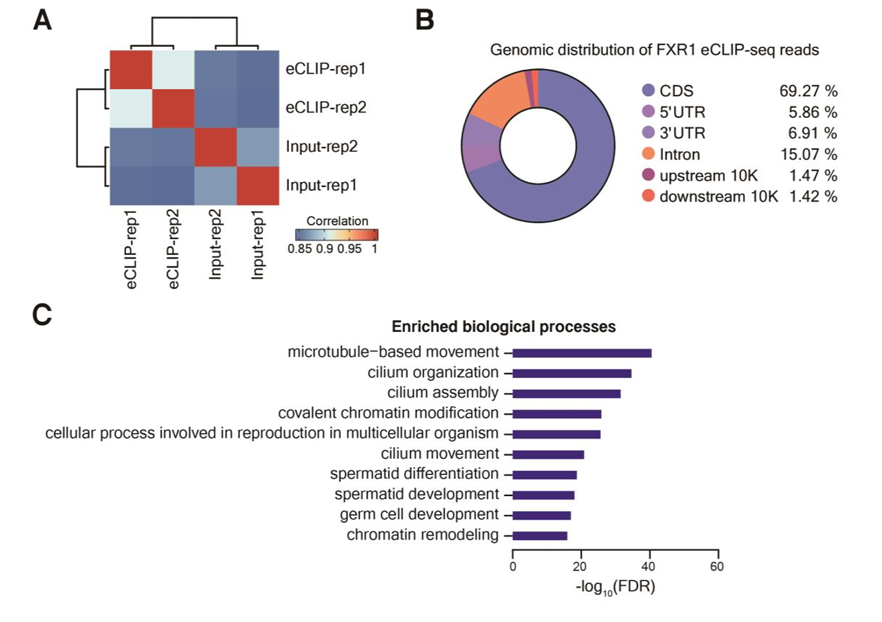 A
eCLIP-rep1
eCLIP-rep2
Input-rep2
Input-rep1
eCLIP-rep1
eCLIP-rep2
Input-rep2
Input-rep1
Correlation
0.85 0.9 0.95 1
B
Genomic distribution of FXR1 eCLIP-seq reads
CDS 69.27 %
5'UTR 5.86 %
3'UTR 6.91 %
Intron 15.07 %
upstream 10K 1.47 %
downstream 10K 1.42 %
C
Enriched biological processes
microtubule−based movement
cilium organization
cilium assembly
covalent chromatin modification
cellular process involved in reproduction in multicellular organism
cilium movement
spermatid differentiation
spermatid development
germ cell development
chromatin remodeling
0 20 40 60
-log10(FDR)